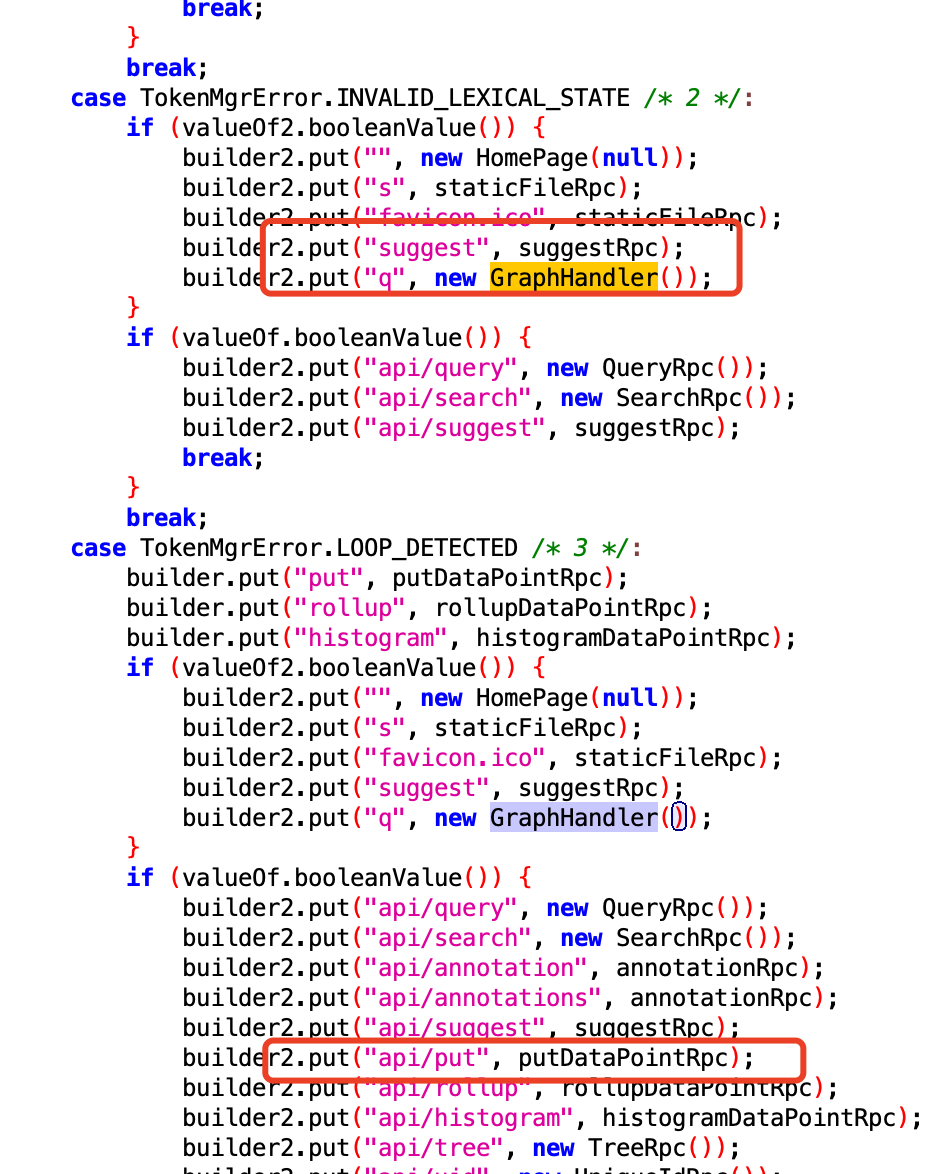 break;
}
break;
case TokenMgrError.INVALID_LEXICAL_STATE /* 2 */:
if (valueOf2.booleanValue()) {
builder2.put("", new HomePage(null));
builder2.put("s", staticFileRpc);
builder2.put("favicon.ico", staticFileRpc);
builder2.put("suggest", suggestRpc);
builder2.put("q", new GraphHandler());
}
if (valueOf.booleanValue()) {
builder2.put("api/query", new QueryRpc());
builder2.put("api/search", new SearchRpc());
builder2.put("api/suggest", suggestRpc);
break;
}
break;
case TokenMgrError.LOOP_DETECTED /* 3 */:
builder.put("put", putDataPointRpc);
builder.put("rollup", rollupDataPointRpc);
builder.put("histogram", histogramDataPointRpc);
if (valueOf2.booleanValue()) {
builder2.put("", new HomePage(null));
builder2.put("s", staticFileRpc);
builder2.put("favicon.ico", staticFileRpc);
builder2.put("suggest", suggestRpc);
builder2.put("q", new GraphHandler());
}
if (valueOf.booleanValue()) {
builder2.put("api/query", new QueryRpc());
builder2.put("api/search", new SearchRpc());
builder2.put("api/annotation", annotationRpc);
builder2.put("api/annotations", annotationRpc);
builder2.put("api/suggest", suggestRpc);
builder2.put("api/put", putDataPointRpc);
builder2.put("api/rollup", rollupDataPointRpc);
builder2.put("api/histogram", histogramDataPointRpc);
builder2.put("api/tree", new TreeRpc());
builder2.put("api/uid", new UniqueIdRpc());